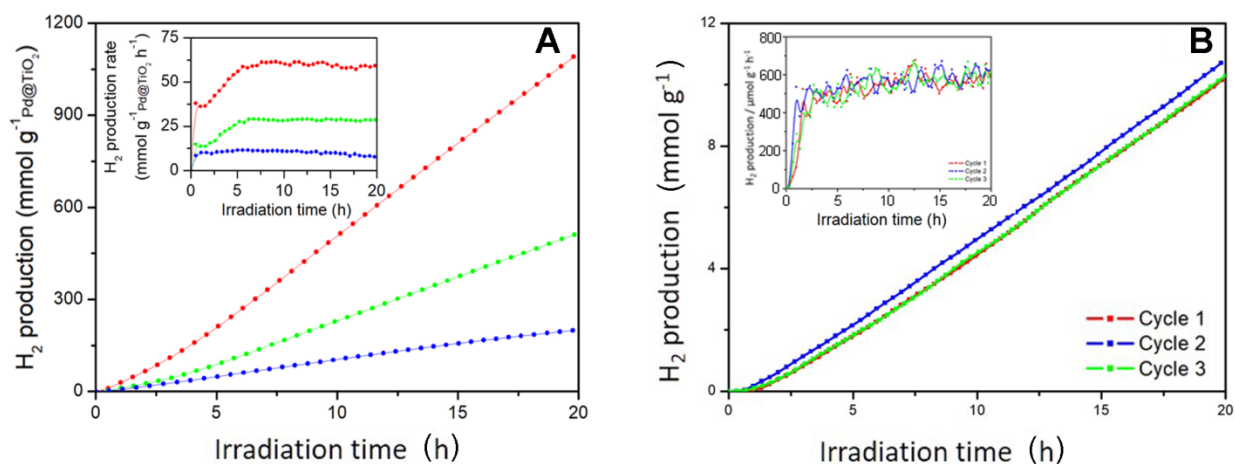 A
1200
900
600
300
0
H₂ production (mmol g⁻¹Pd@TiO₂)
0 5 10 15 20
Irradiation time (h)
75
50
25
0
H₂ production rate
(mmol g⁻¹Pd@TiO₂ h⁻¹)
0 5 10 15 20
Irradiation time (h)
B
12
8
4
0
H₂ production (mmol g⁻¹)
0 5 10 15 20
Irradiation time (h)
Cycle 1
Cycle 2
Cycle 3
800
600
400
200
0
H₂ production / μmol g⁻¹ h⁻¹
0 5 10 15 20
Irradiation time (h)
Cycle 1
Cycle 2
Cycle 3